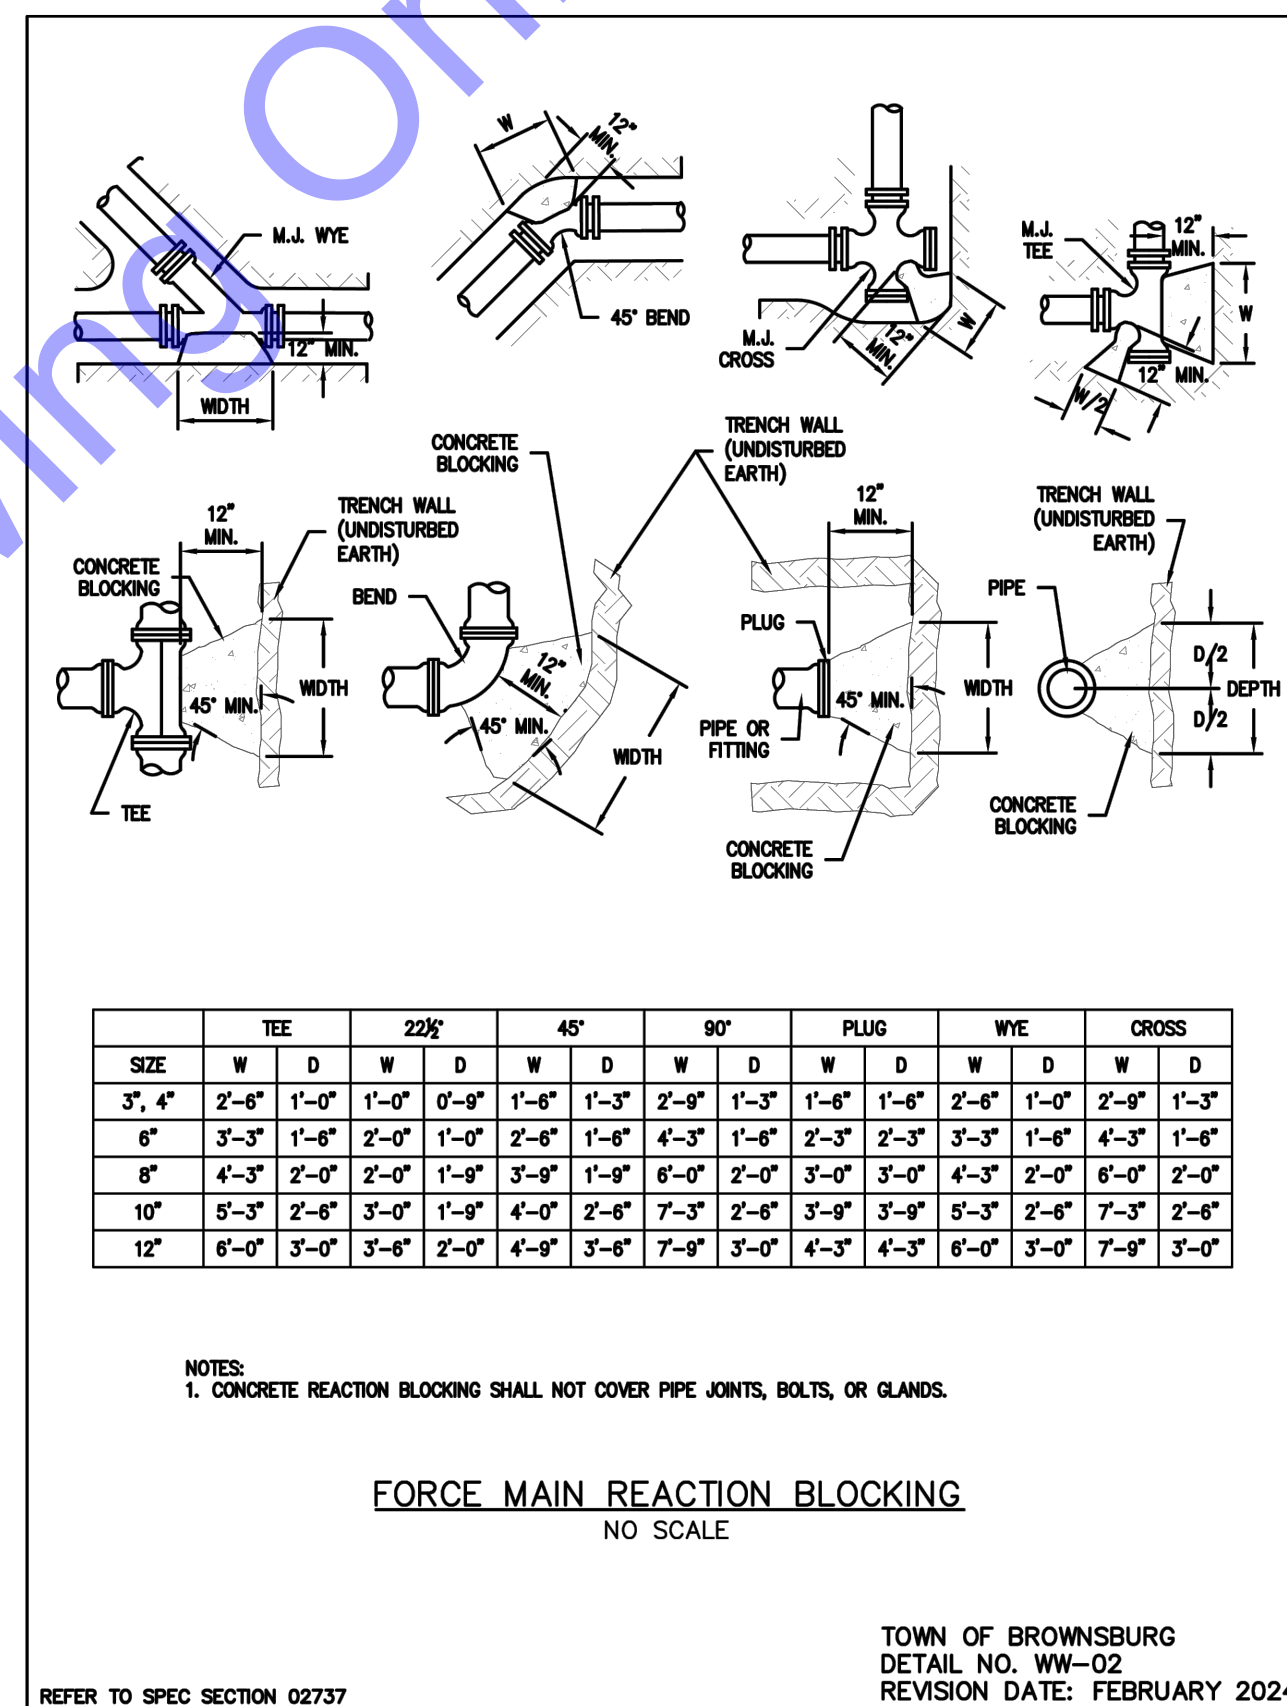 W
12"
MIN.
M.J. WYE
12" MIN.
WIDTH
45° BEND
M.J.
CROSS
12"
MIN.
W
M.J.
TEE
12"
MIN.
W
12" MIN.
W/2
CONCRETE
BLOCKING
TRENCH WALL
(UNDISTURBED
EARTH)
12"
MIN.
TRENCH WALL
(UNDISTURBED
EARTH)
CONCRETE
BLOCKING
45° MIN.
WIDTH
TEE
BEND
12"
MIN.
45° MIN.
WIDTH
12"
MIN.
PLUG
45° MIN.
WIDTH
PIPE OR
FITTING
CONCRETE
BLOCKING
TRENCH WALL
(UNDISTURBED
EARTH)
PIPE
D/2
DEPTH
D/2
CONCRETE
BLOCKING
TEE 22½° 45° 90° PLUG WYE CROSS
SIZE W D W D W D W D W D W D W D
3", 4" 2'-6" 1'-0" 1'-0" 0'-9" 1'-6" 1'-3" 2'-9" 1'-3" 1'-6" 1'-6" 2'-6" 1'-0" 2'-9" 1'-3"
6" 3'-3" 1'-6" 2'-0" 1'-0" 2'-6" 1'-6" 4'-3" 1'-6" 2'-3" 2'-3" 3'-3" 1'-6" 4'-3" 1'-6"
8" 4'-3" 2'-0" 2'-0" 1'-9" 3'-9" 1'-9" 6'-0" 2'-0" 3'-0" 3'-0" 4'-3" 2'-0" 6'-0" 2'-0"
10" 5'-3" 2'-6" 3'-0" 1'-9" 4'-0" 2'-6" 7'-3" 2'-6" 3'-9" 3'-9" 5'-3" 2'-6" 7'-3" 2'-6"
12" 6'-0" 3'-0" 3'-6" 2'-0" 4'-9" 3'-6" 7'-9" 3'-0" 4'-3" 4'-3" 6'-0" 3'-0" 7'-9" 3'-0"
NOTES:
1. CONCRETE REACTION BLOCKING SHALL NOT COVER PIPE JOINTS, BOLTS, OR GLANDS.
FORCE MAIN REACTION BLOCKING
NO SCALE
TOWN OF BROWNSBURG
DETAIL NO. WW-02
REVISION DATE: FEBRUARY 2024
REFER TO SPEC SECTION 02737